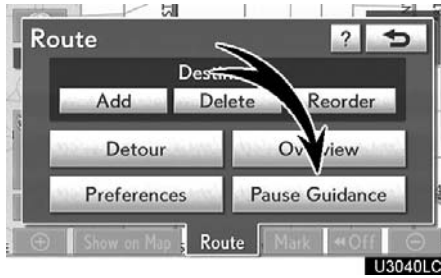 Route ?
Add Delete Reorder
Detour
Preferences Pause Guidance
Show on Map Route Mark Off
U3040LC